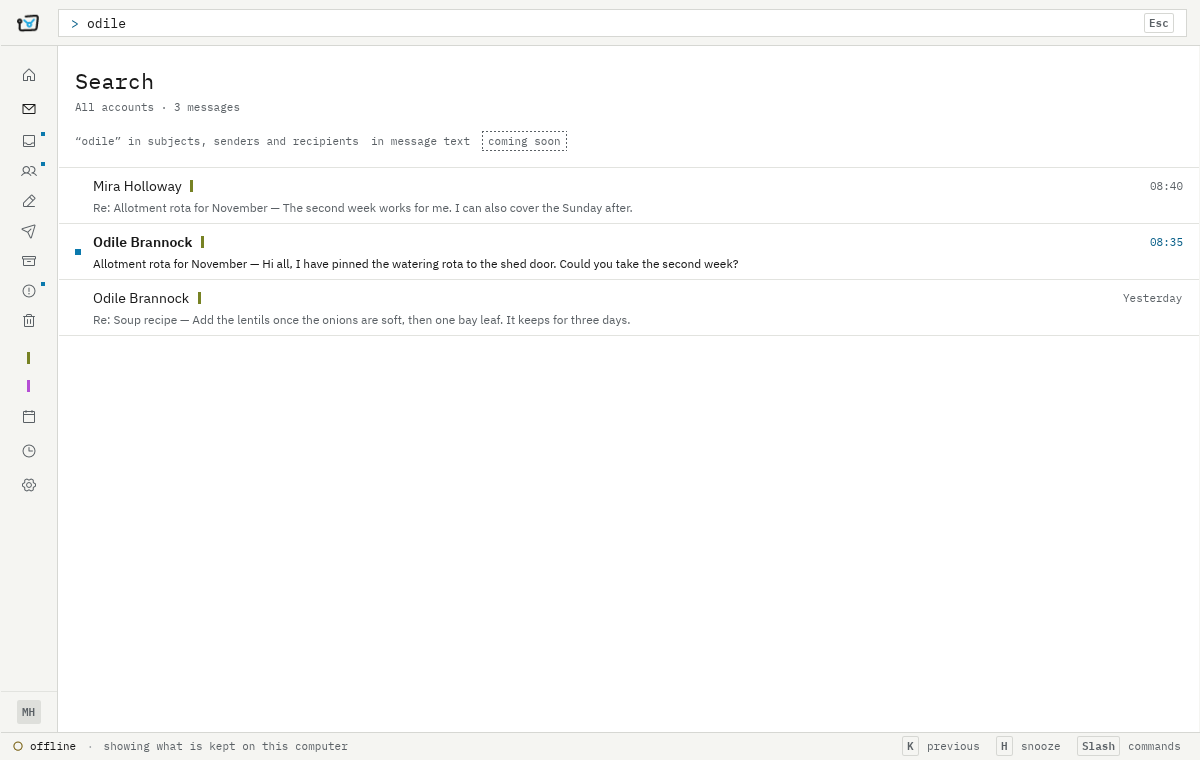 > odile Esc
Search
All accounts · 3 messages
“odile” in subjects, senders and recipients in message text coming soon
Mira Holloway 08:40
Re: Allotment rota for November — The second week works for me. I can also cover the Sunday after.
Odile Brannock 08:35
Allotment rota for November — Hi all, I have pinned the watering rota to the shed door. Could you take the second week?
Odile Brannock Yesterday
Re: Soup recipe — Add the lentils once the onions are soft, then one bay leaf. It keeps for three days.
MH
offline · showing what is kept on this computer K previous H snooze Slash commands